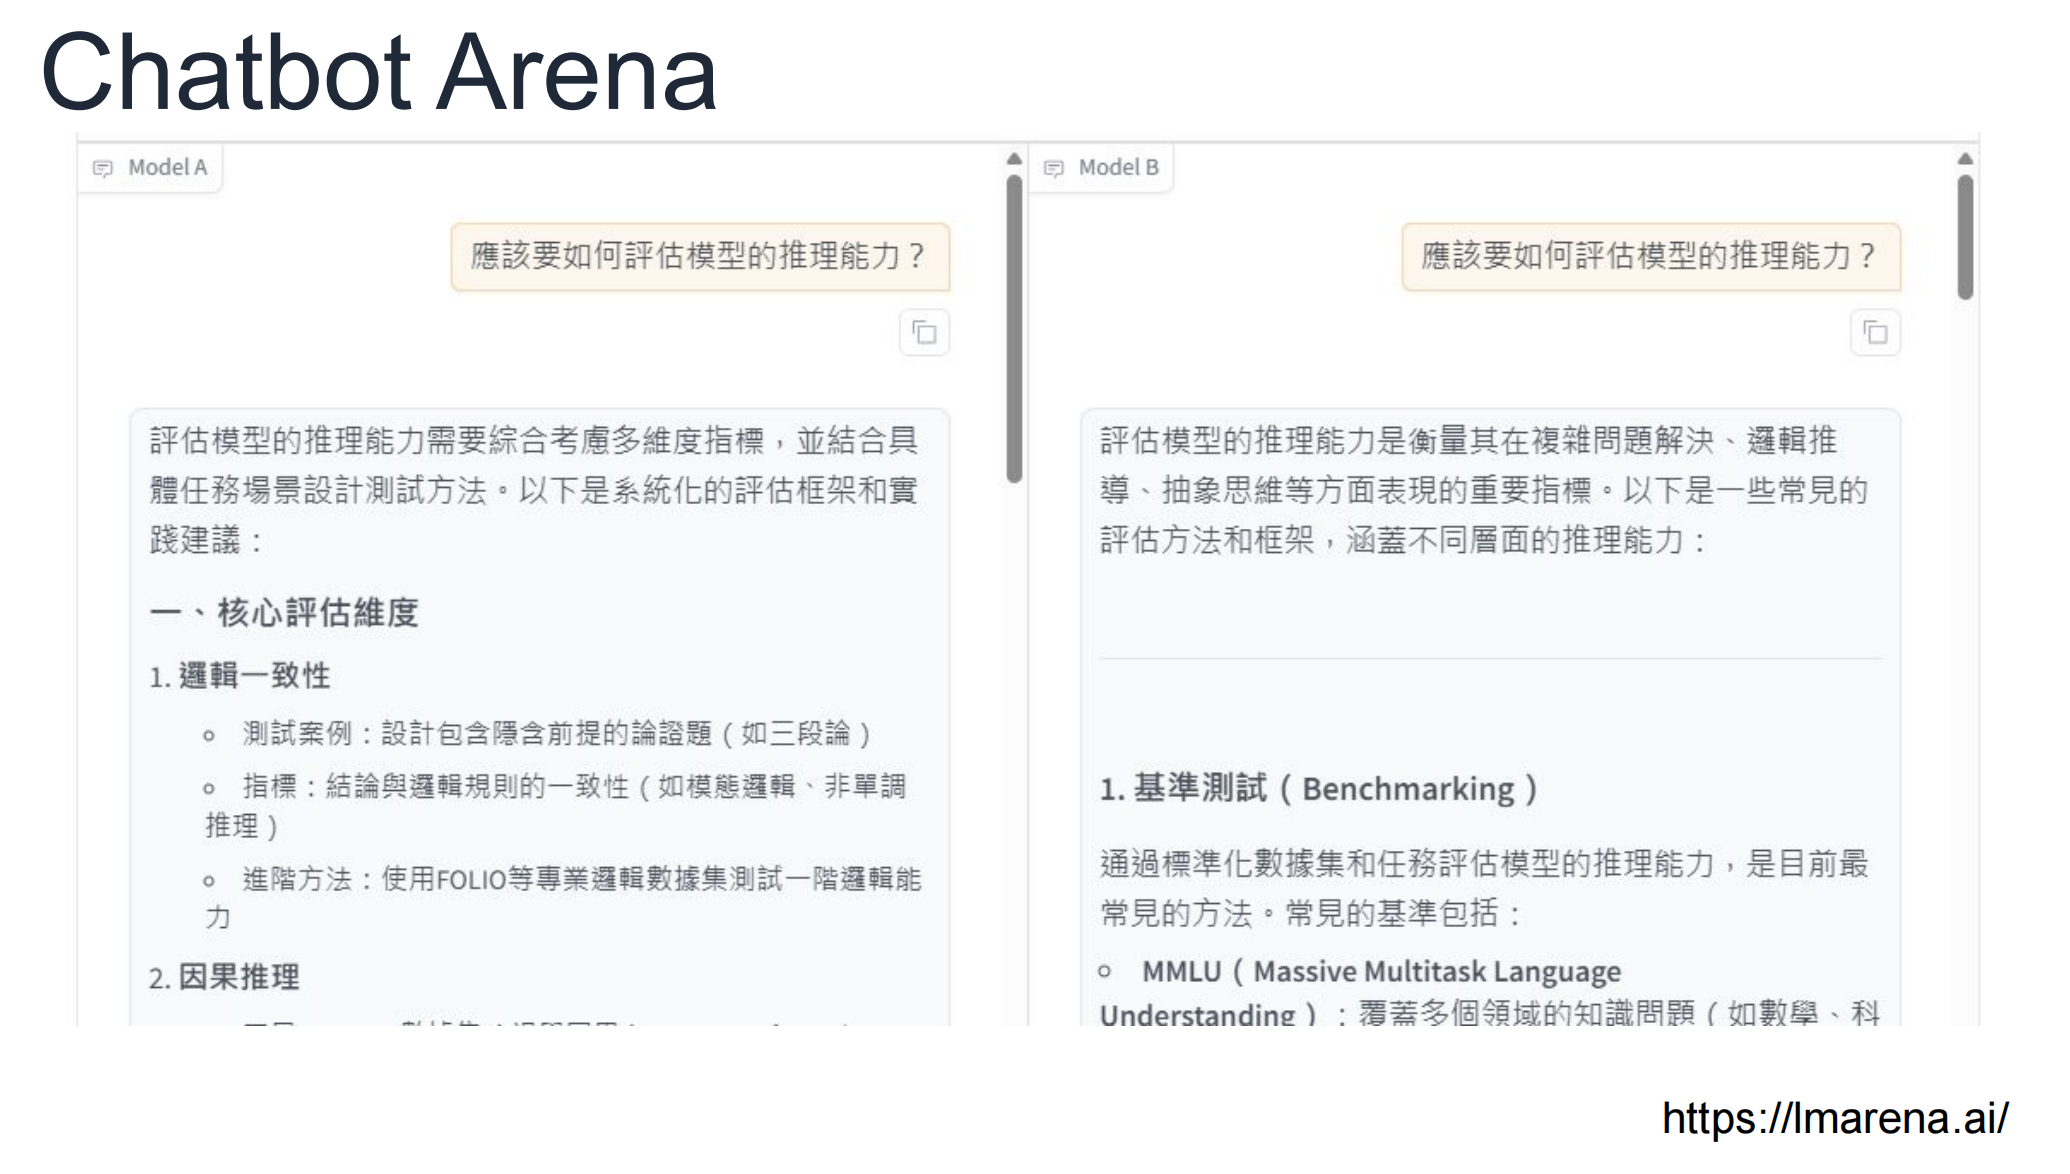 Chatbot Arena
Model A
應該要如何評估模型的推理能力？
評估模型的推理能力需要綜合考慮多維度指標，並結合具
體任務場景設計測試方法。以下是系統化的評估框架和實
踐建議：
一、核心評估維度
1. 邏輯一致性
測試案例：設計包含隱含前提的論證題（如三段論）
指標：結論與邏輯規則的一致性（如模態邏輯、非單調
推理）
進階方法：使用FOLIO等專業邏輯數據集測試一階邏輯能
力
2. 因果推理
Model B
應該要如何評估模型的推理能力？
評估模型的推理能力是衡量其在複雜問題解決、邏輯推
導、抽象思維等方面表現的重要指標。以下是一些常見的
評估方法和框架，涵蓋不同層面的推理能力：
1. 基準測試（Benchmarking）
通過標準化數據集和任務評估模型的推理能力，是目前最
常見的方法。常見的基準包括：
MMLU（Massive Multitask Language
Understanding）：覆蓋多個領域的知識問題（如數學、科
https://lmarena.ai/